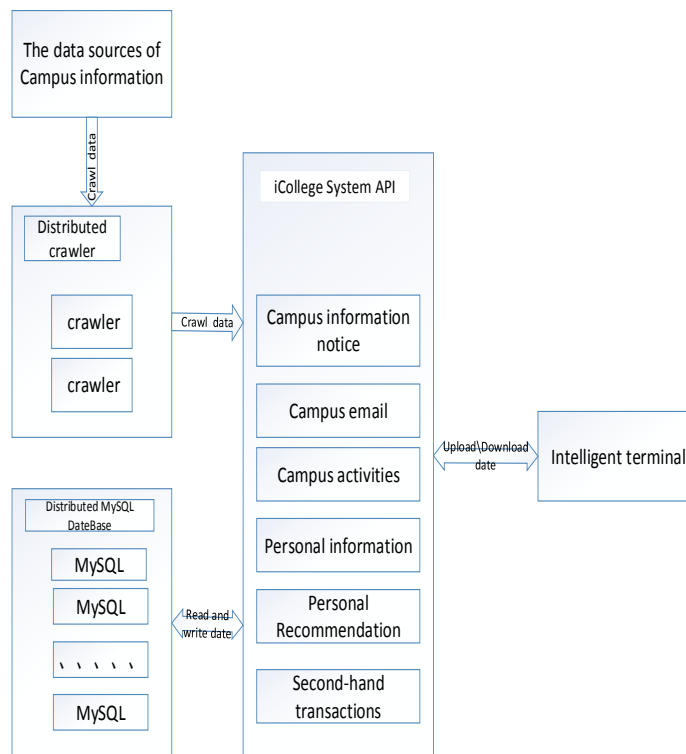 The data sources of
Campus information
Crawl data
Distributed
crawler
crawler
crawler
Crawl data
iCollege System API
Campus information
notice
Campus email
Campus activities
Personal information
Personal
Recommendation
Second-hand
transactions
Upload\Download
date
Intelligent terminal
Distributed MySQL
DateBase
MySQL
MySQL
、、、、、
MySQL
Read and
write date